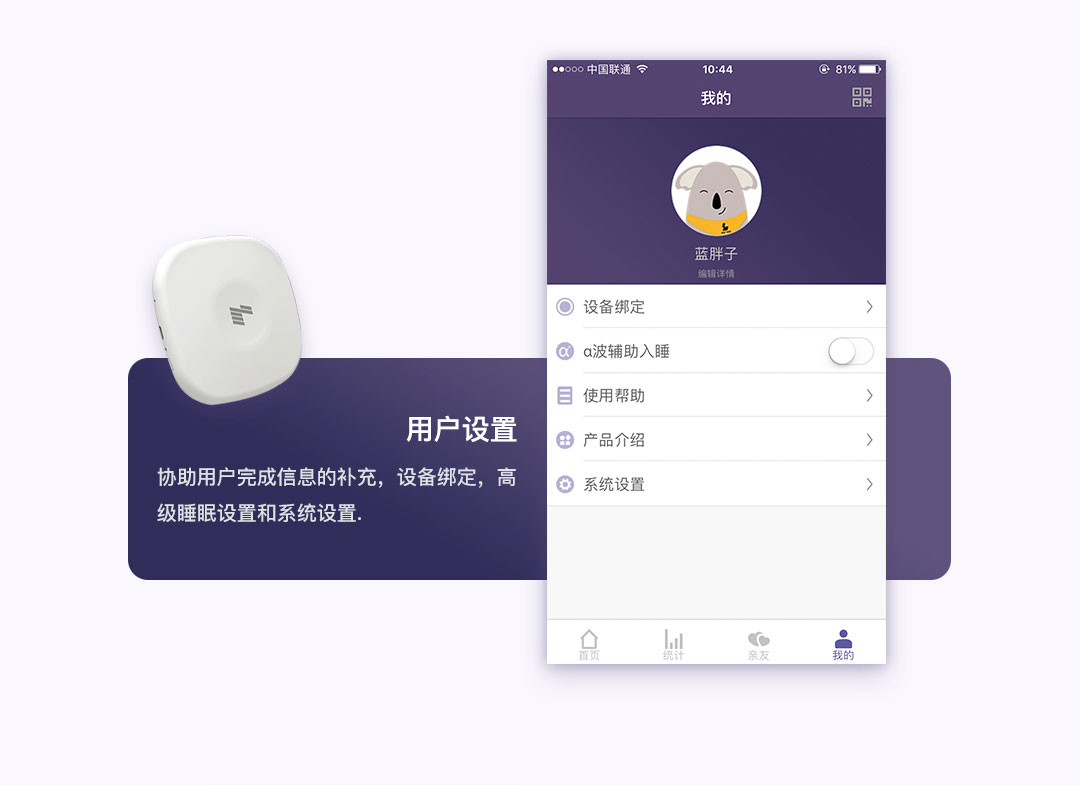 用户设置
协助用户完成信息的补充，设备绑定，高
级睡眠设置和系统设置.
中国联通 10:44 81%
我的
蓝胖子
编辑详情
设备绑定
α波辅助入睡
使用帮助
产品介绍
系统设置
首页 统计 亲友 我的